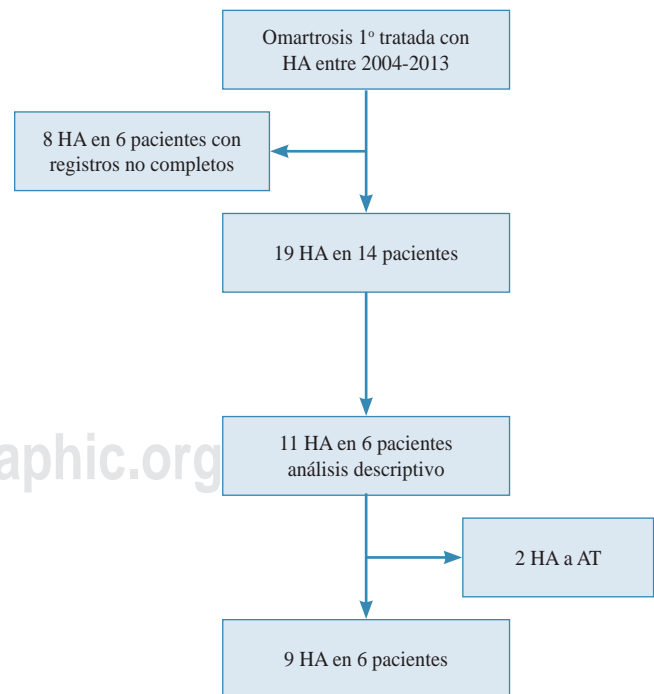 Omartrosis 1º tratada con
HA entre 2004-2013
8 HA en 6 pacientes con
registros no completos
19 HA en 14 pacientes
11 HA en 6 pacientes
análisis descriptivo
aphic.org
2 HA a AT
9 HA en 6 pacientes